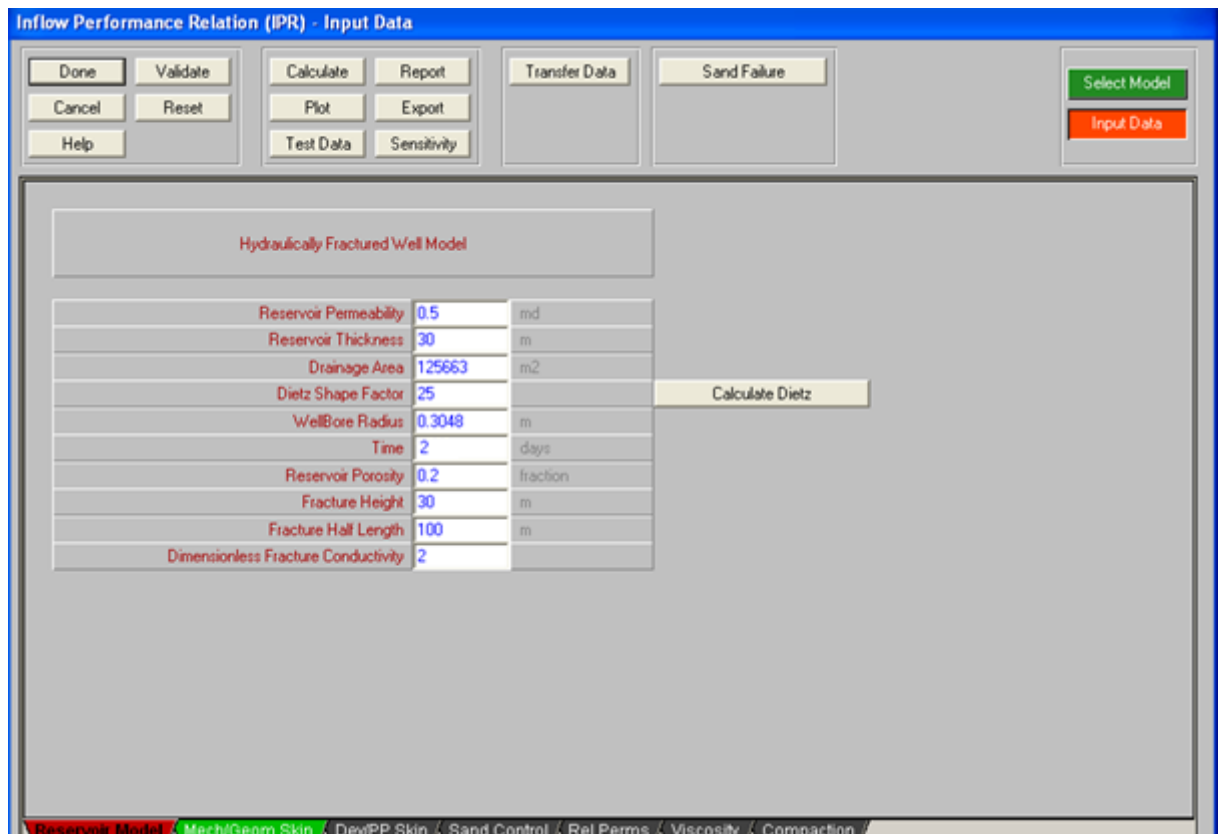 Inflow Performance Relation (IPR) - Input Data
Done Validate Calculate Report Transfer Data Sand Failure Select Model
Cancel Reset Plot Export Input Data
Help Test Data Sensitivity
Hydraulically Fractured Well Model
Reservoir Permeability 0.5 md
Reservoir Thickness 30 m
Drainage Area 125663 m2
Dietz Shape Factor 25 Calculate Dietz
WellBore Radius 0.3048 m
Time 2 days
Reservoir Porosity 0.2 fraction
Fracture Height 30 m
Fracture Half Length 100 m
Dimensionless Fracture Conductivity 2
Reservoir Model Mech/Geom Skin Dev/PP Skin Sand Control Rel Perms Viscosity Compaction